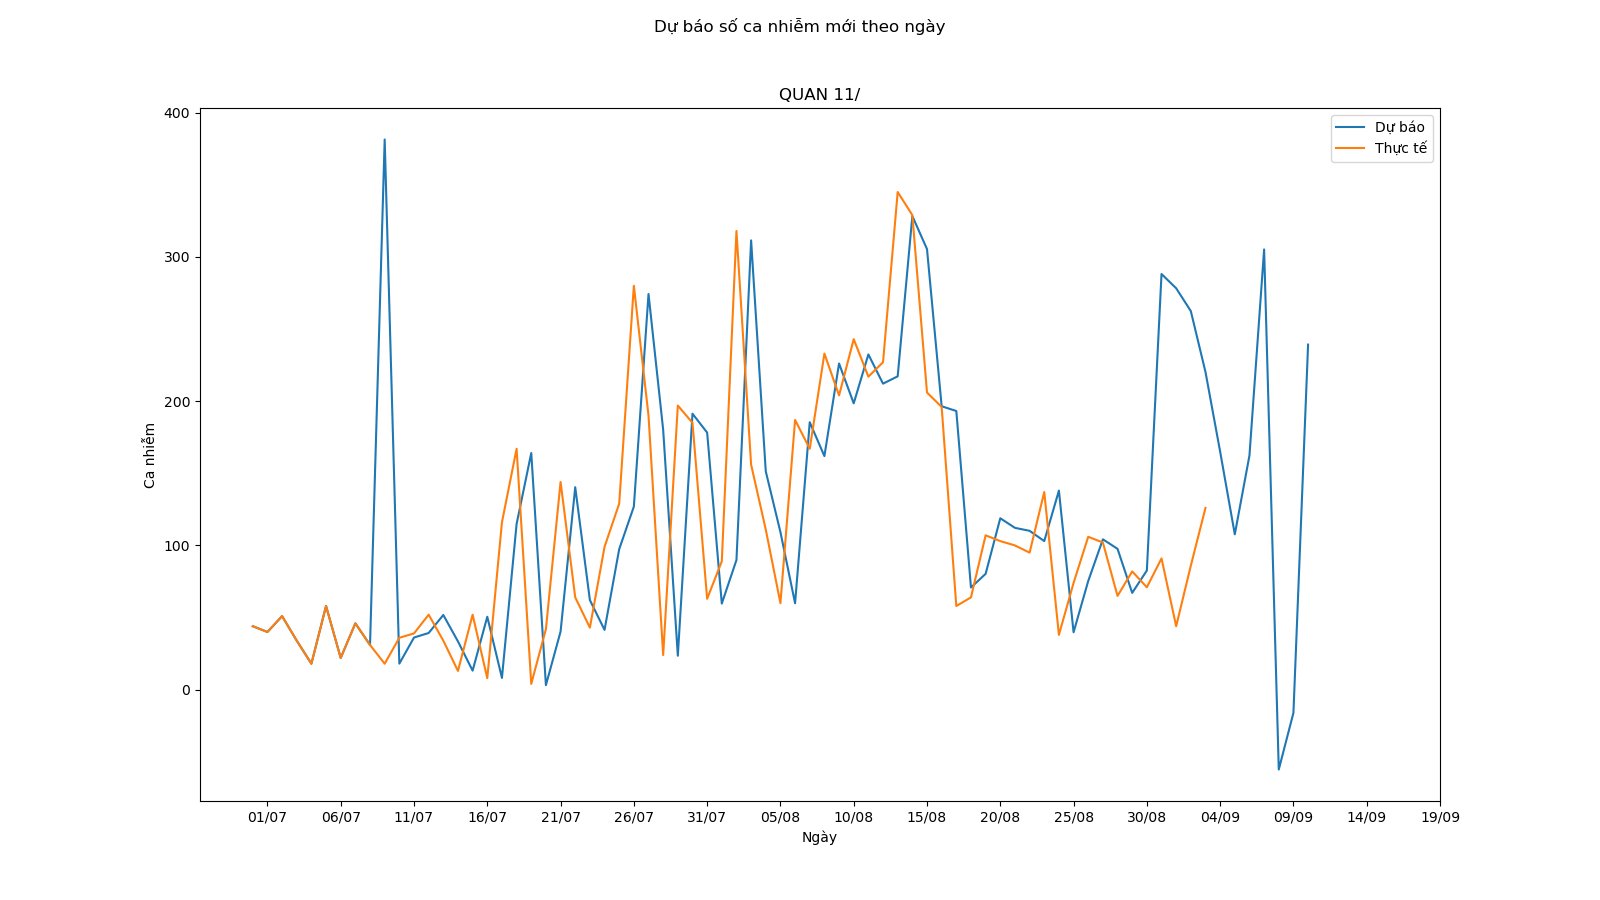 Dự báo số ca nhiễm mới theo ngày
QUAN 11/
Dự báo
Thực tế
400
300
200
100
0
Ca nhiễm
01/07 06/07 11/07 16/07 21/07 26/07 31/07 05/08 10/08 15/08 20/08 25/08 30/08 04/09 09/09 14/09 19/09
Ngày